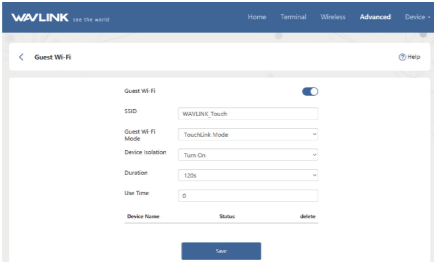 WAVLINK see the world
Home Terminal Wireless Advanced Device
< Guest Wi-Fi
? Help
Guest Wi-Fi
SSID WAVLINK_Touch
Guest Wi-Fi Mode TouchLink Mode
Device Isolation Turn On
Duration 120s
Use Time 0
Device Name Status delete
Save